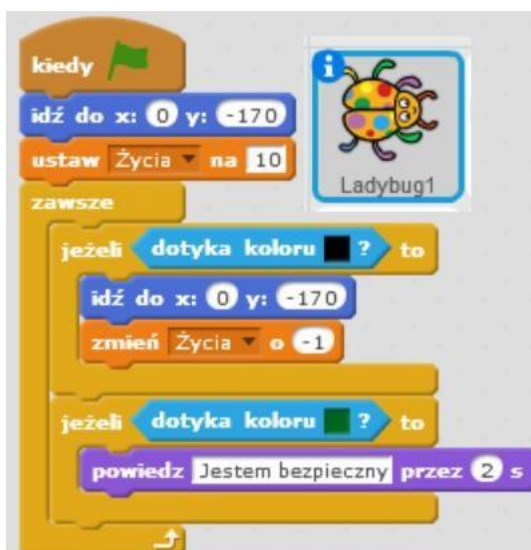 kiedy
idź do x: 0 y: -170
ustaw Życia na 10
zawsze
jeżeli dotyka koloru ? to
idź do x: 0 y: -170
zmień Życia o -1
jeżeli dotyka koloru ? to
powiedz Jestem bezpieczny przez 2 s
i
Ladybug1